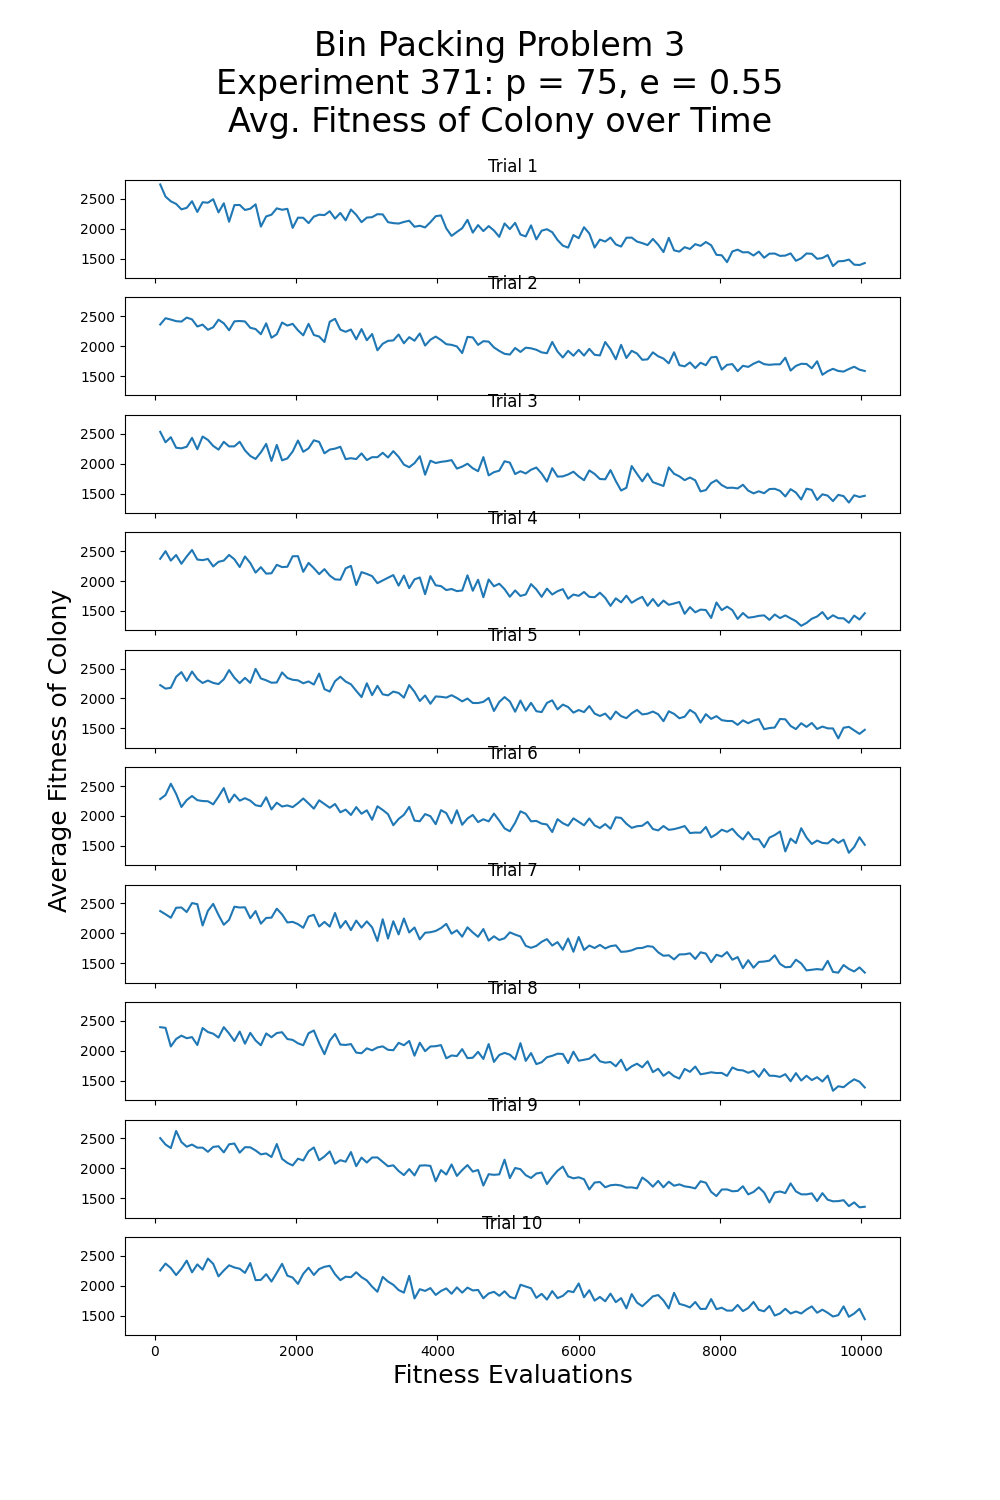 Bin Packing Problem 3
Experiment 371: p = 75, e = 0.55
Avg. Fitness of Colony over Time
Trial 1
2500
2000
1500
Trial 2
2500
2000
1500
Trial 3
2500
2000
1500
Trial 4
2500
2000
1500
Trial 5
2500
2000
1500
Trial 6
2500
2000
1500
Trial 7
2500
2000
1500
Trial 8
2500
2000
1500
Trial 9
2500
2000
1500
Trial 10
2500
2000
1500
0 2000 4000 6000 8000 10000
Fitness Evaluations
Average Fitness of Colony